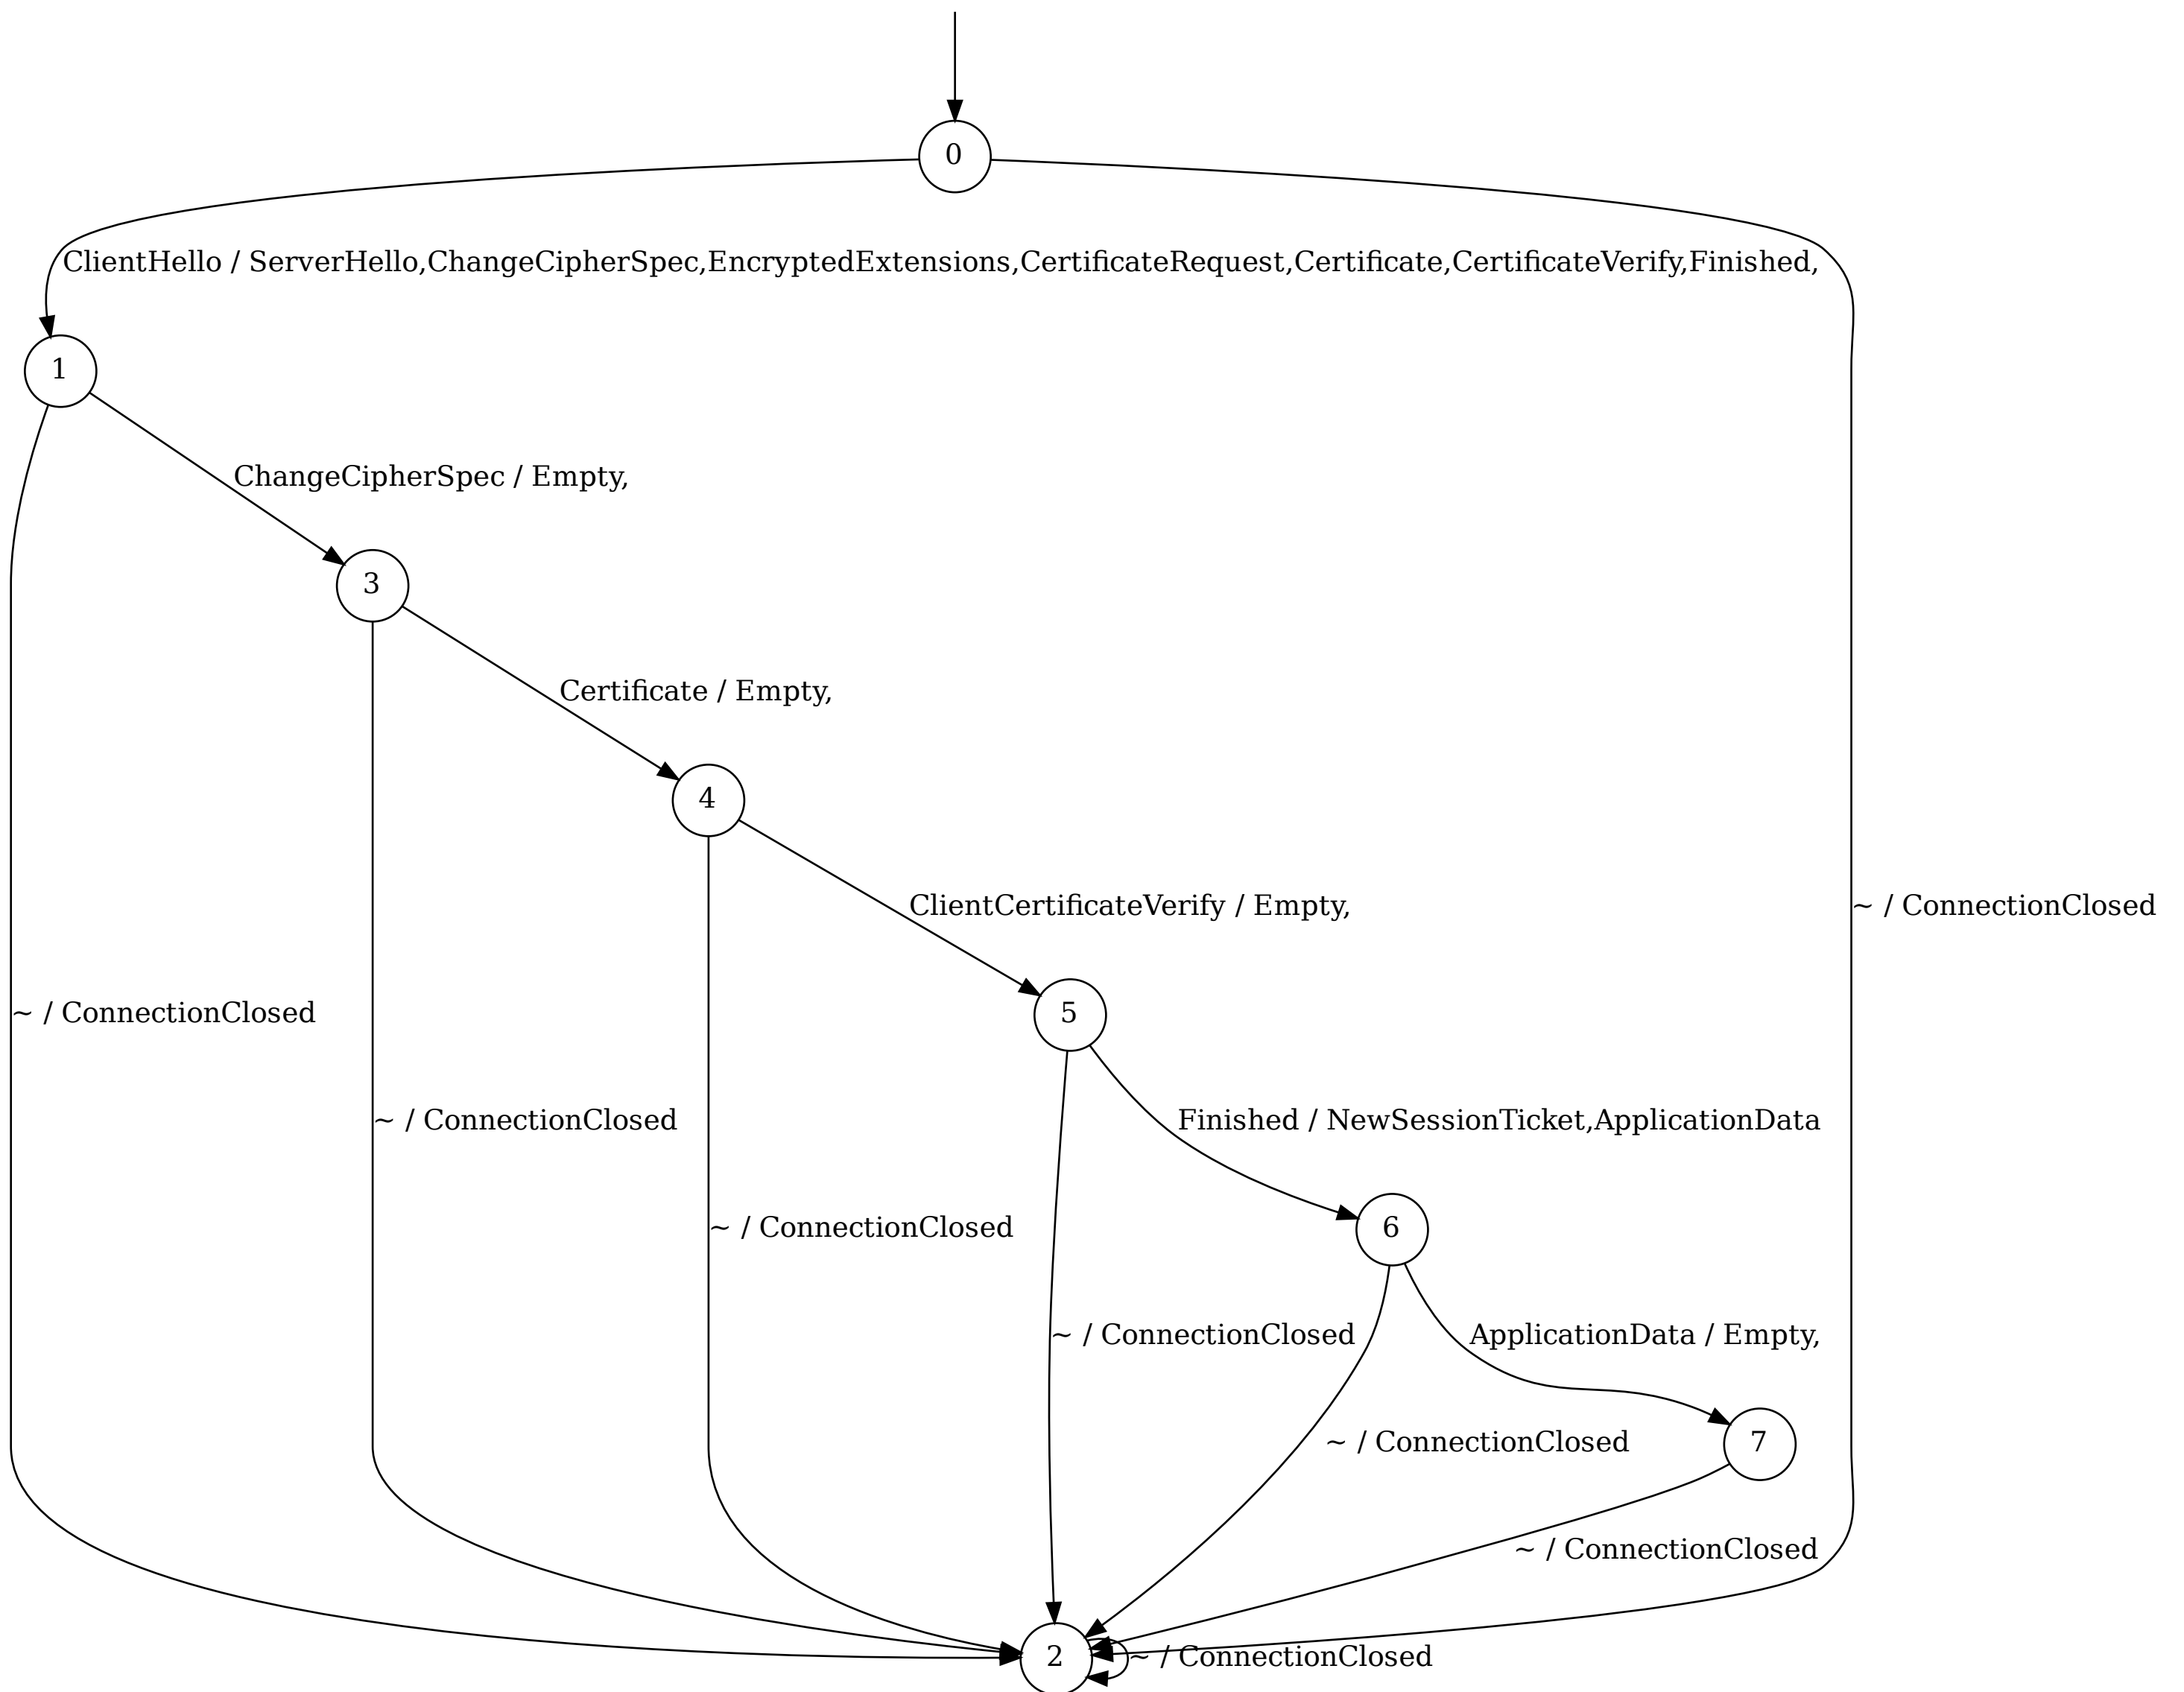 0
ClientHello / ServerHello,ChangeCipherSpec,EncryptedExtensions,CertificateRequest,Certificate,CertificateVerify,Finished,
1
ChangeCipherSpec / Empty,
3
Certificate / Empty,
4
ClientCertificateVerify / Empty,
~ / ConnectionClosed
~ / ConnectionClosed
5
~ / ConnectionClosed
Finished / NewSessionTicket,ApplicationData
~ / ConnectionClosed
6
~ / ConnectionClosed
ApplicationData / Empty,
~ / ConnectionClosed
7
~ / ConnectionClosed
2
~ / ConnectionClosed